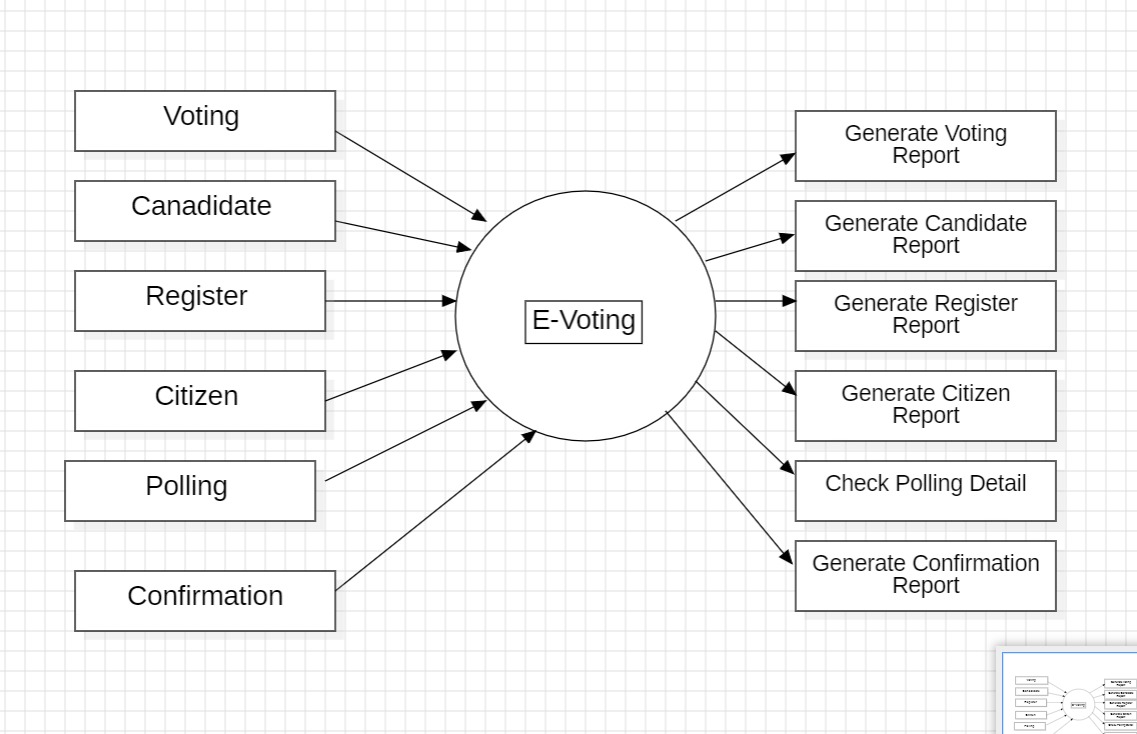 Voting
Canadidate
Register
Citizen
Polling
Confirmation
E-Voting
Generate Voting
Report
Generate Candidate
Report
Generate Register
Report
Generate Citizen
Report
Check Polling Detail
Generate Confirmation
Report